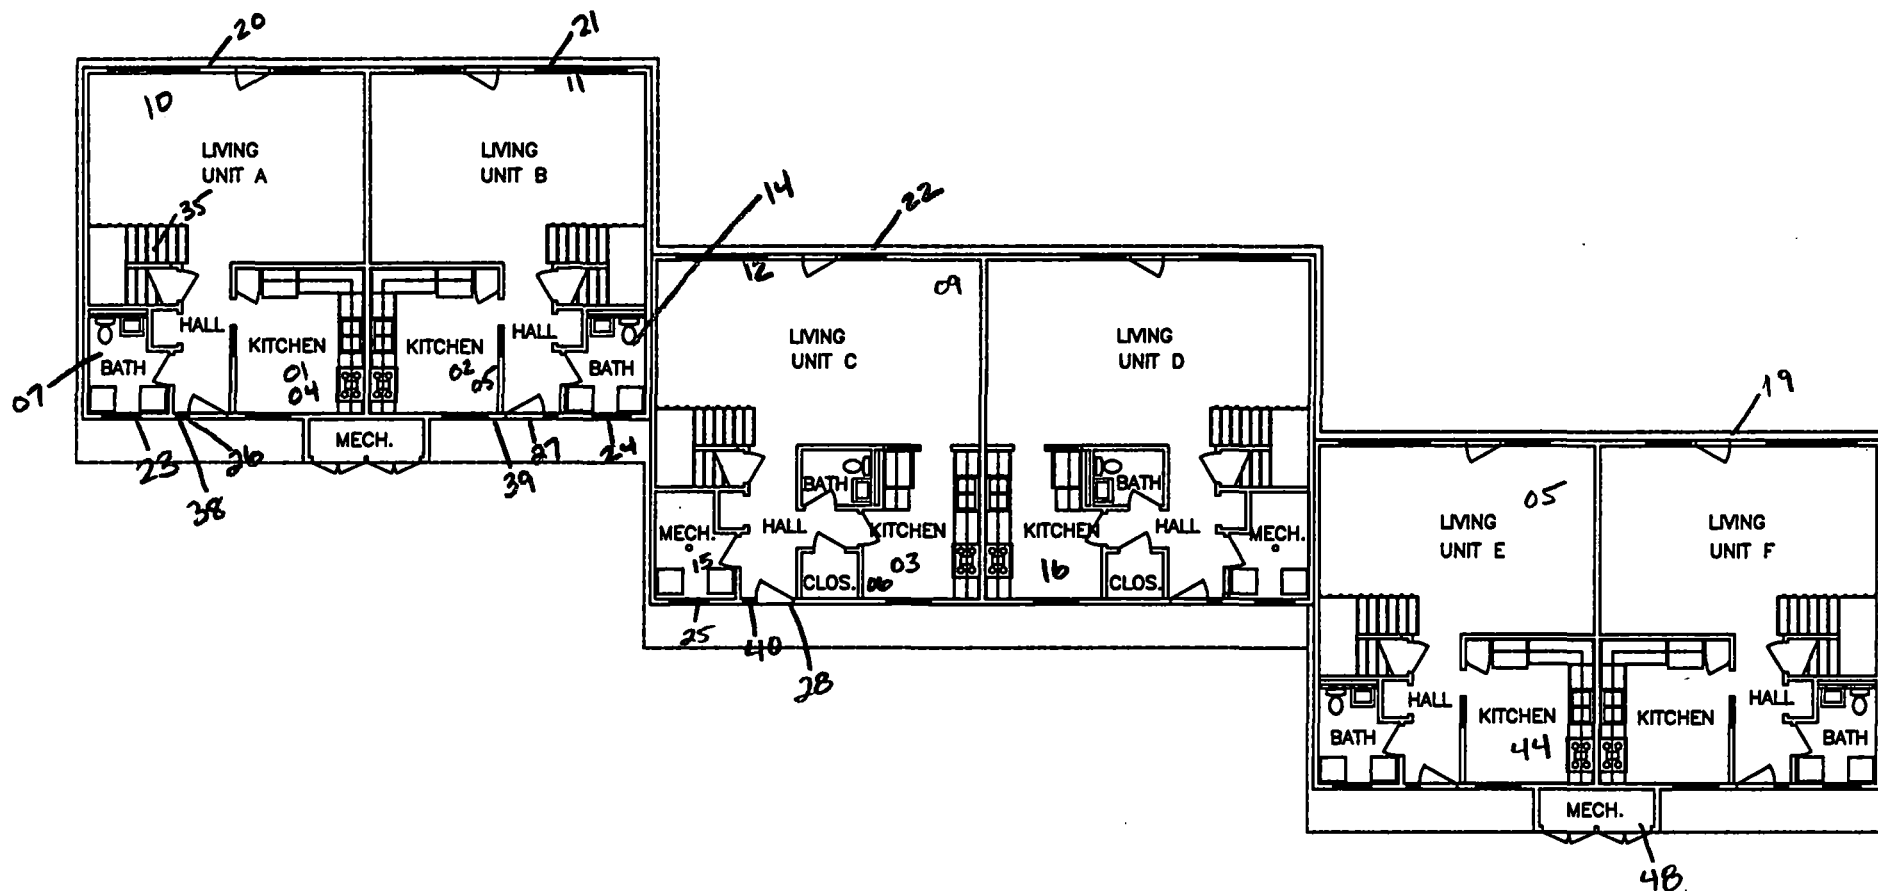 20
21
10
11
LIVING
UNIT A
LIVING
UNIT B
35
14
22
HALL
KITCHEN
01
04
BATH
07
KITCHEN
02
05
HALL
BATH
MECH.
23
38
26
39
27
24
12
09
LIVING
UNIT C
LIVING
UNIT D
BATH
HALL
KITCHEN
03
06
MECH.
15
CLOS.
BATH
KITCHEN
16
HALL
CLOS.
MECH.
25
40
28
19
05
LIVING
UNIT E
LIVING
UNIT F
HALL
KITCHEN
44
BATH
KITCHEN
HALL
BATH
MECH.
48